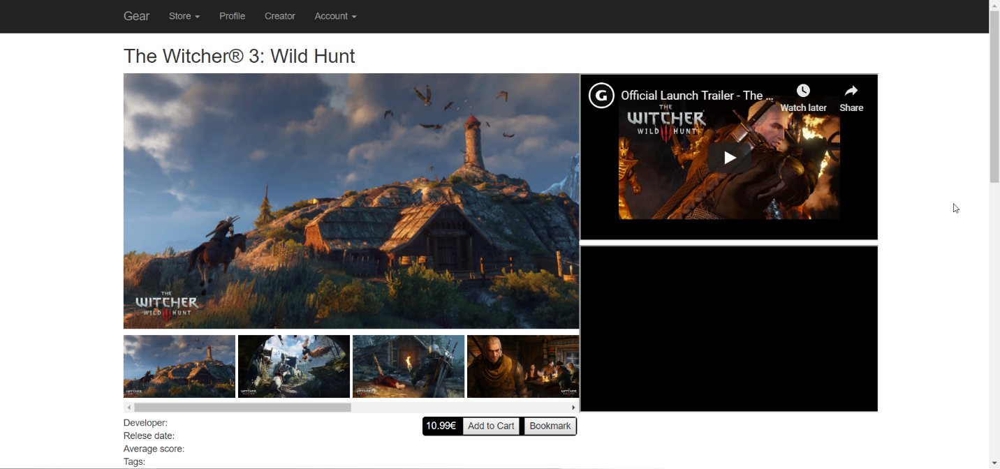 Gear Store Profile Creator Account
The Witcher® 3: Wild Hunt
G Official Launch Trailer - The ...
Watch later Share
THE
WITCHER
WILD HUNT
THE
WITCHER
WILD HUNT
10.99€ Add to Cart Bookmark
Developer:
Relese date:
Average score:
Tags: